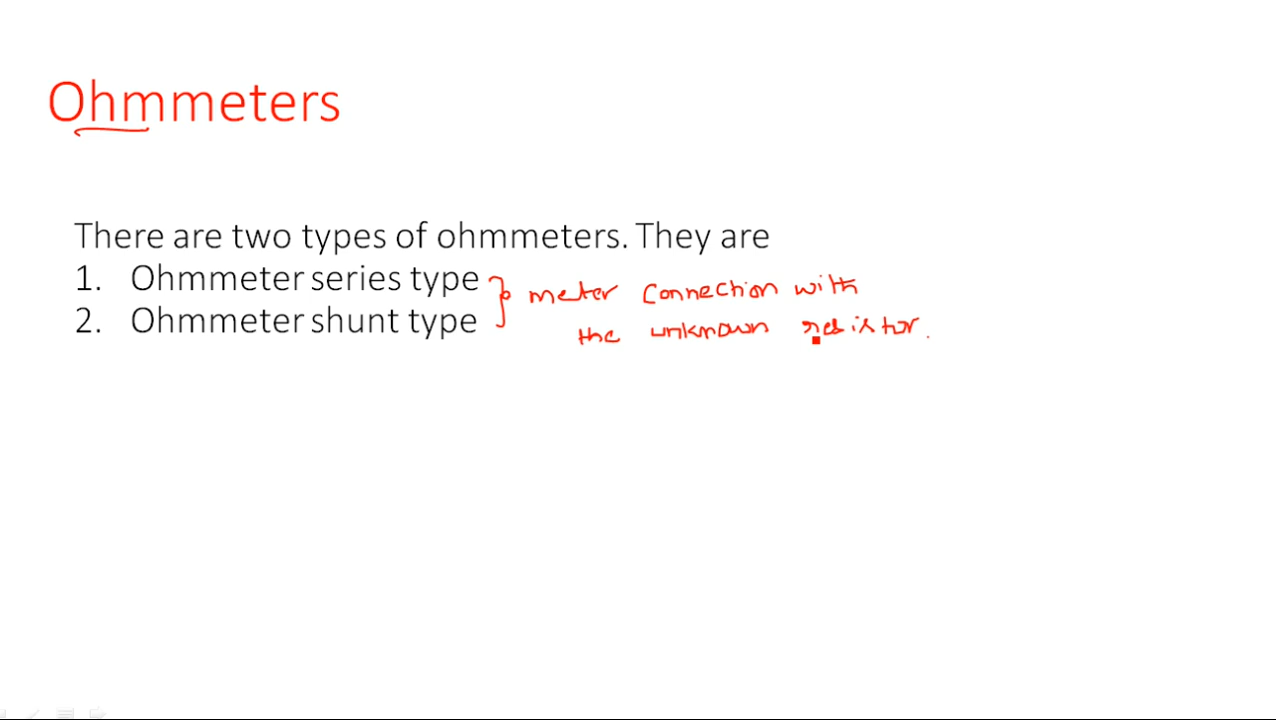 Ohmmeters
There are two types of ohmmeters. They are
1. Ohmmeter series type
2. Ohmmeter shunt type
meter connection with
the unknown resistor.